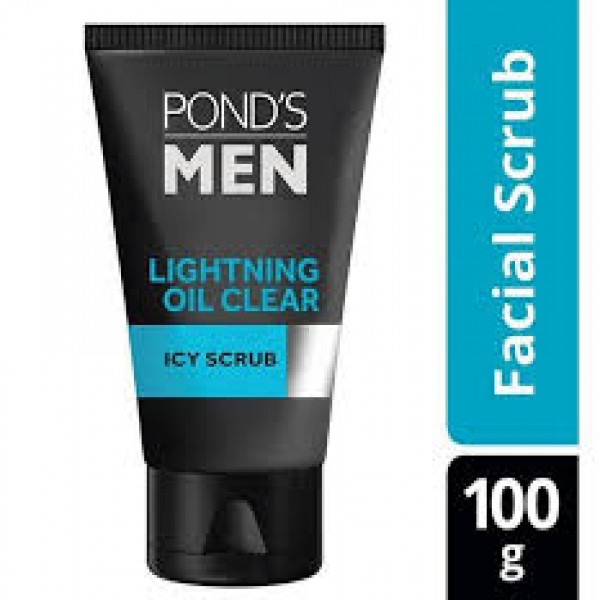 POND'S
MEN
LIGHTNING
OIL CLEAR
ICY SCRUB
Facial Scrub
100
g